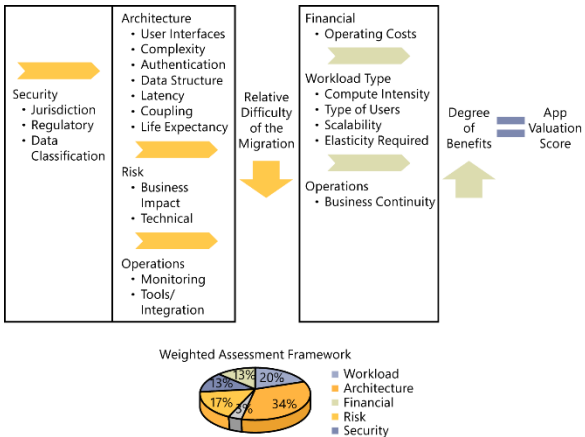 Security
• Jurisdiction
• Regulatory
• Data
Classification
Architecture
• User Interfaces
• Complexity
• Authentication
• Data Structure
• Latency
• Coupling
• Life Expectancy
Risk
• Business
Impact
• Technical
Operations
• Monitoring
• Tools/
Integration
Relative
Difficulty
of the
Migration
Financial
• Operating Costs
Workload Type
• Compute Intensity
• Type of Users
• Scalability
• Elasticity Required
Operations
• Business Continuity
Degree
of
Benefits
App
Valuation
Score
Weighted Assessment Framework
13%
20%
13%
17%
3%
34%
Workload
Architecture
Financial
Risk
Security